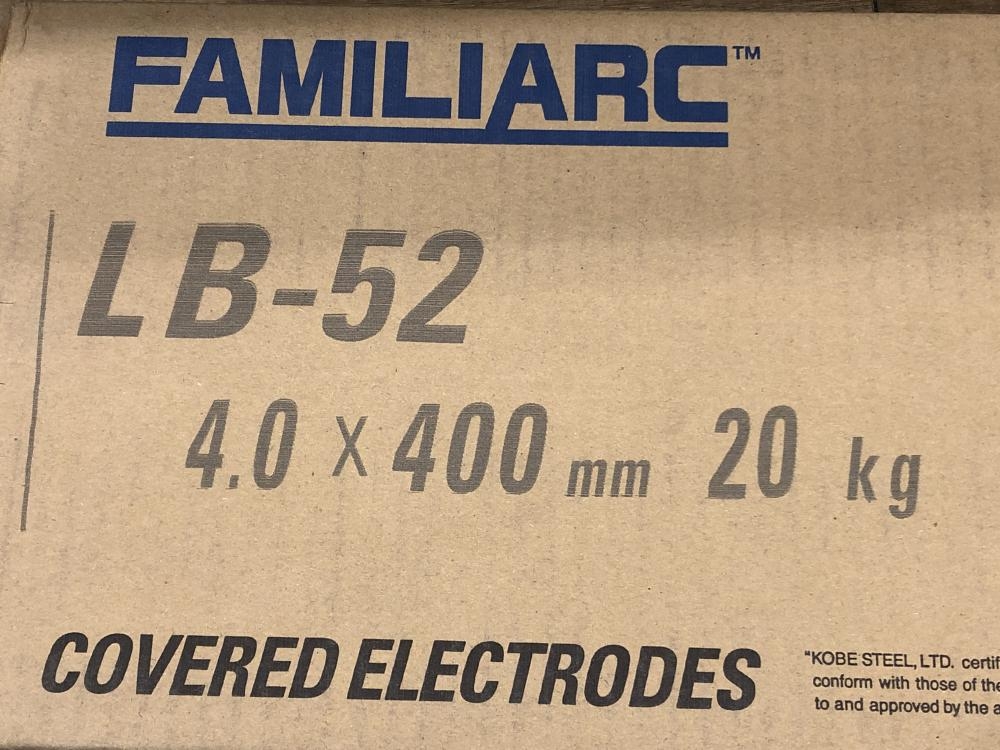 FAMILIARC™
LB-52
4.0 x 400 mm 20 kg
COVERED ELECTRODES
"KOBE STEEL, LTD.
conform with those of
to and approved by the